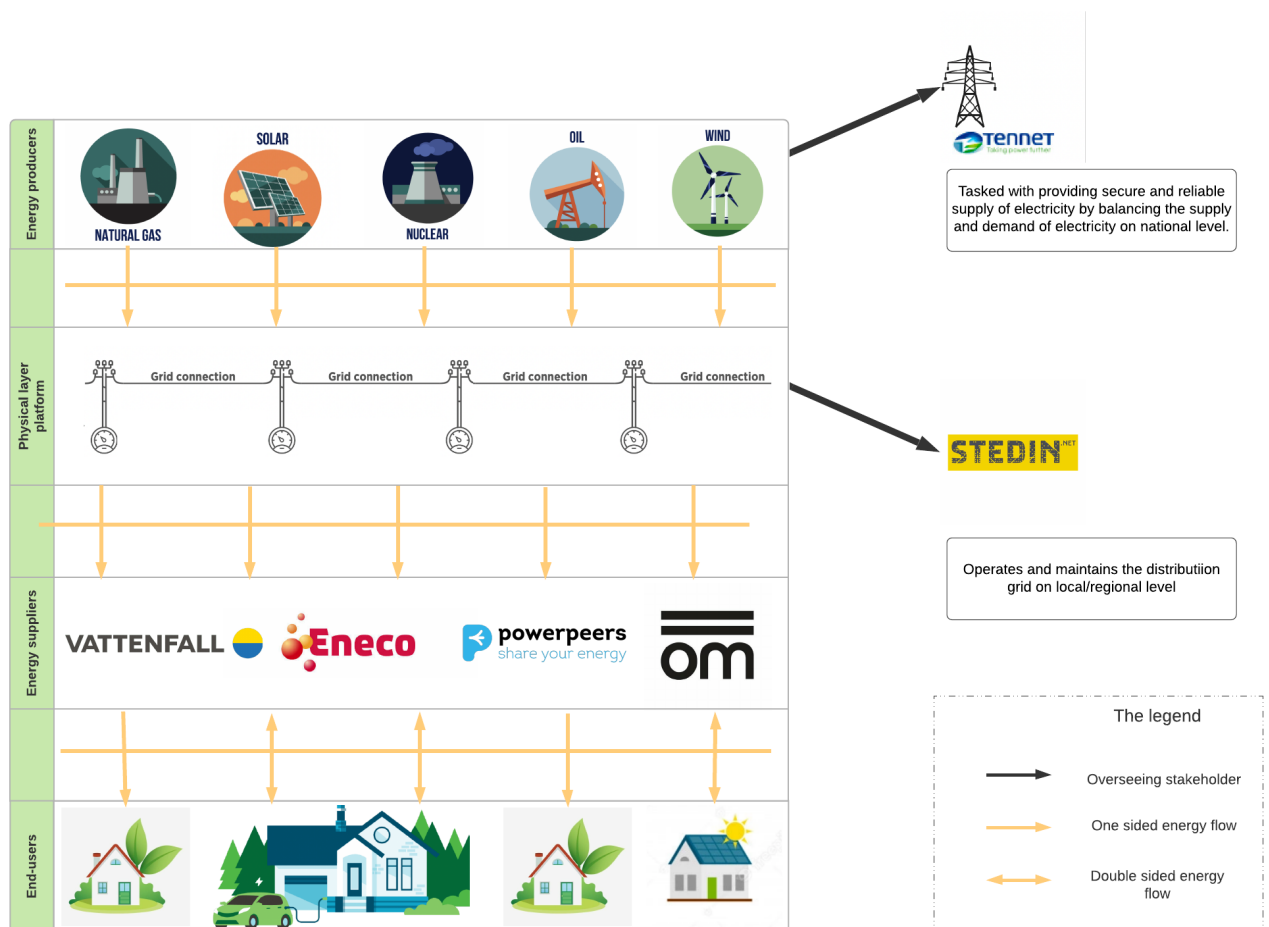 Energy producers
NATURAL GAS
SOLAR
NUCLEAR
OIL
WIND
TENNET
Taking power further
Tasked with providing secure and reliable
supply of electricity by balancing the supply
and demand of electricity on national level.
Physical layer
platform
Grid connection
Grid connection
Grid connection
Grid connection
STEDIN
.NET
Operates and maintains the distributiion
grid on local/regional level
Energy suppliers
VATTENFALL
Eneco
powerpeers
share your energy
om
End-users
The legend
Overseeing stakeholder
One sided energy flow
Double sided energy
flow